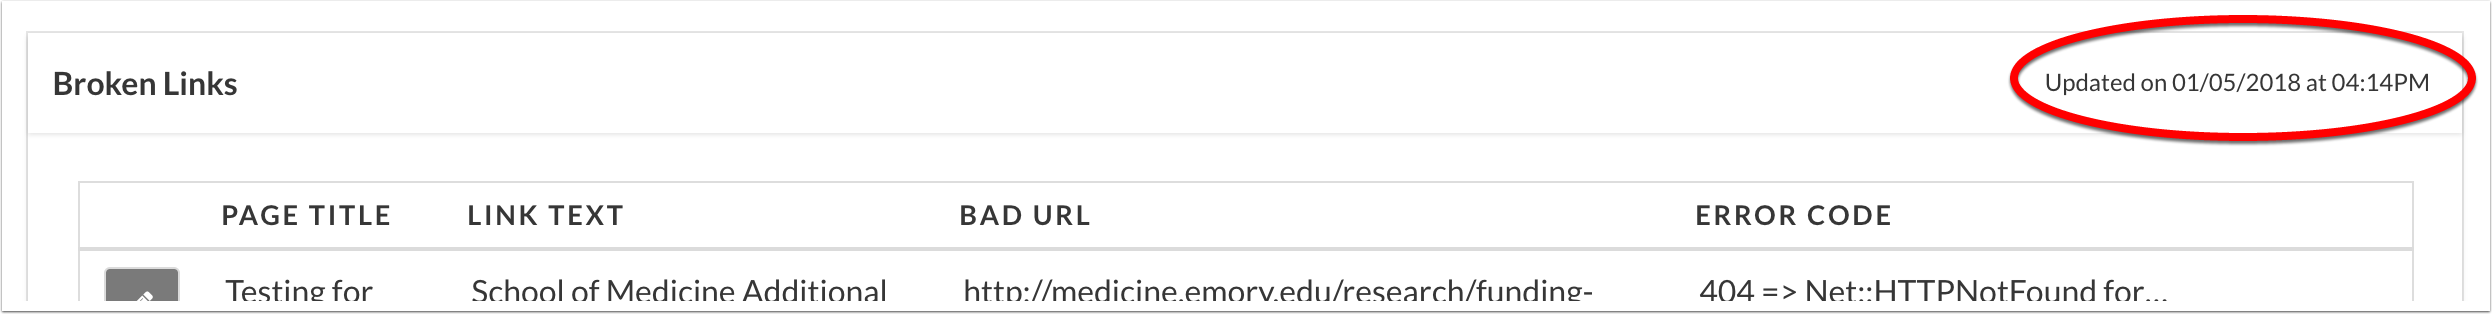 Broken Links
Updated on 01/05/2018 at 04:14PM
PAGE TITLE LINK TEXT BAD URL ERROR CODE
Testing for School of Medicine Additional http://medicine.emory.edu/research/funding- 404 => Net::HTTPNotFound for...